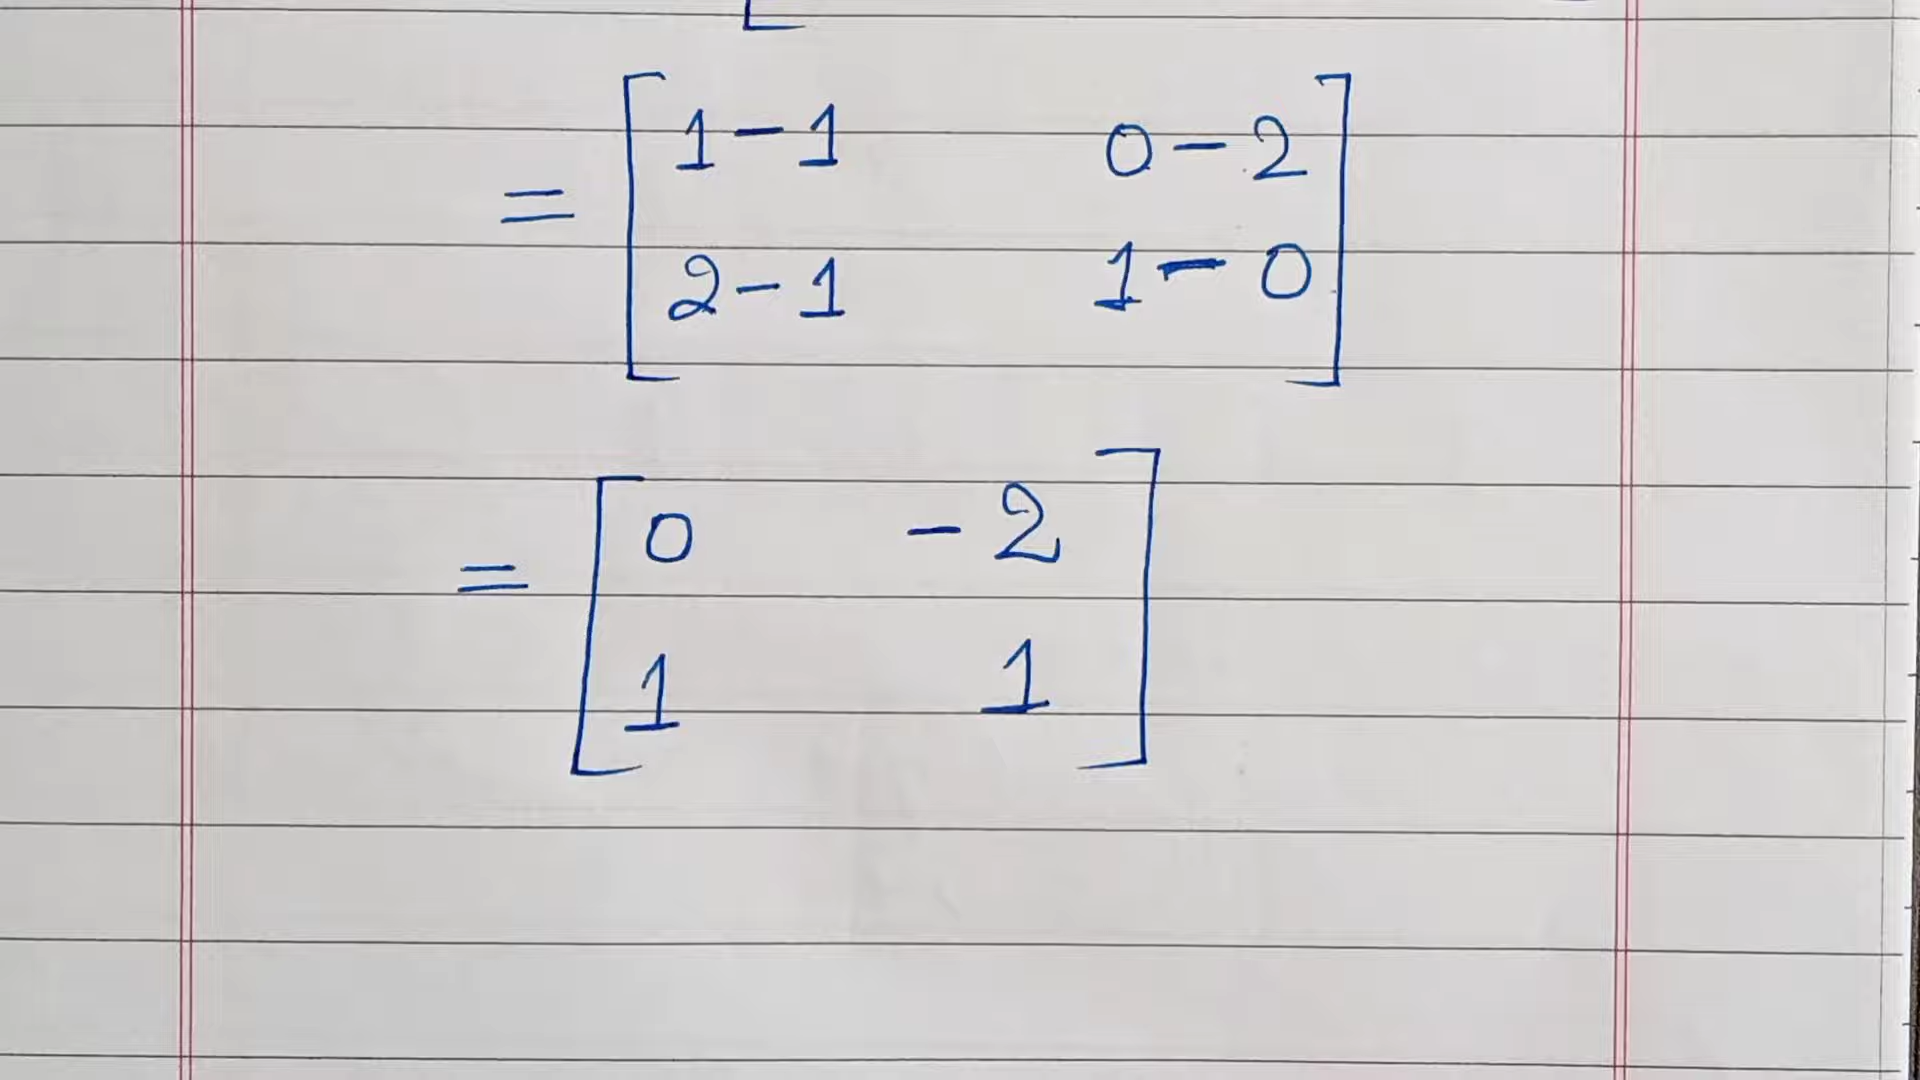 = [ 1 - 1 0 - 2
2 - 1 1 - 0 ]
= [ 0 - 2
1 1 ]